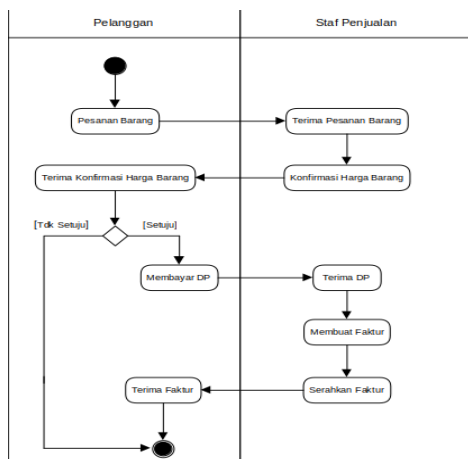 Pelanggan
Staf Penjualan
Pesanan Barang
Terima Pesanan Barang
Terima Konfirmasi Harga Barang
Konfirmasi Harga Barang
[Tdk Setuju]
[Setuju]
Membayar DP
Terima DP
Membuat Faktur
Terima Faktur
Serahkan Faktur